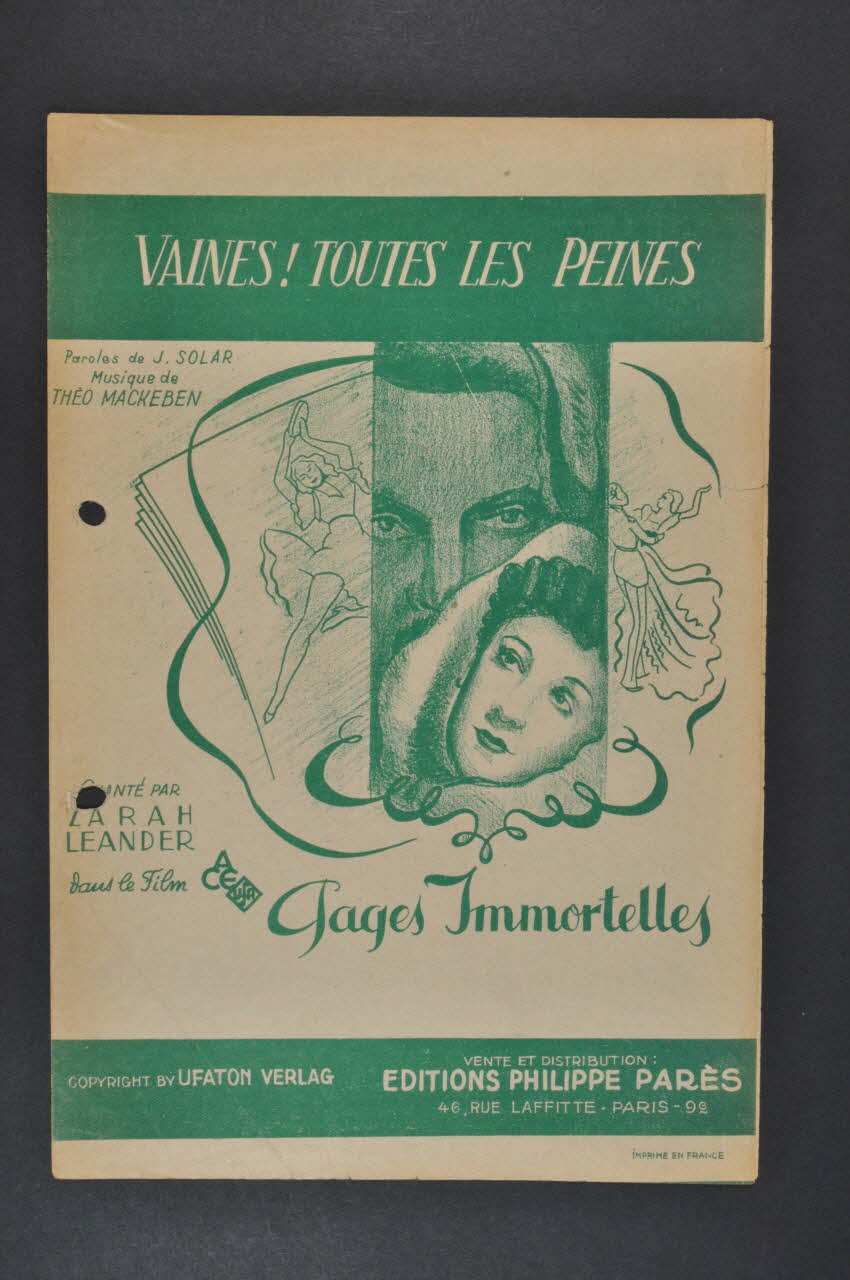 VAINES! TOUTES LES PEINES
Paroles de J. SOLAR
Musique de
THÉO MACKEBEN
CHANTÉ PAR
ZARAH
LEANDER
dans le Film
ACE UFA
Gages Immortelles
COPYRIGHT BY UFATON VERLAG
VENTE ET DISTRIBUTION :
EDITIONS PHILIPPE PARÈS
46, RUE LAFFITTE - PARIS - 9e
IMPRIMÉ EN FRANCE